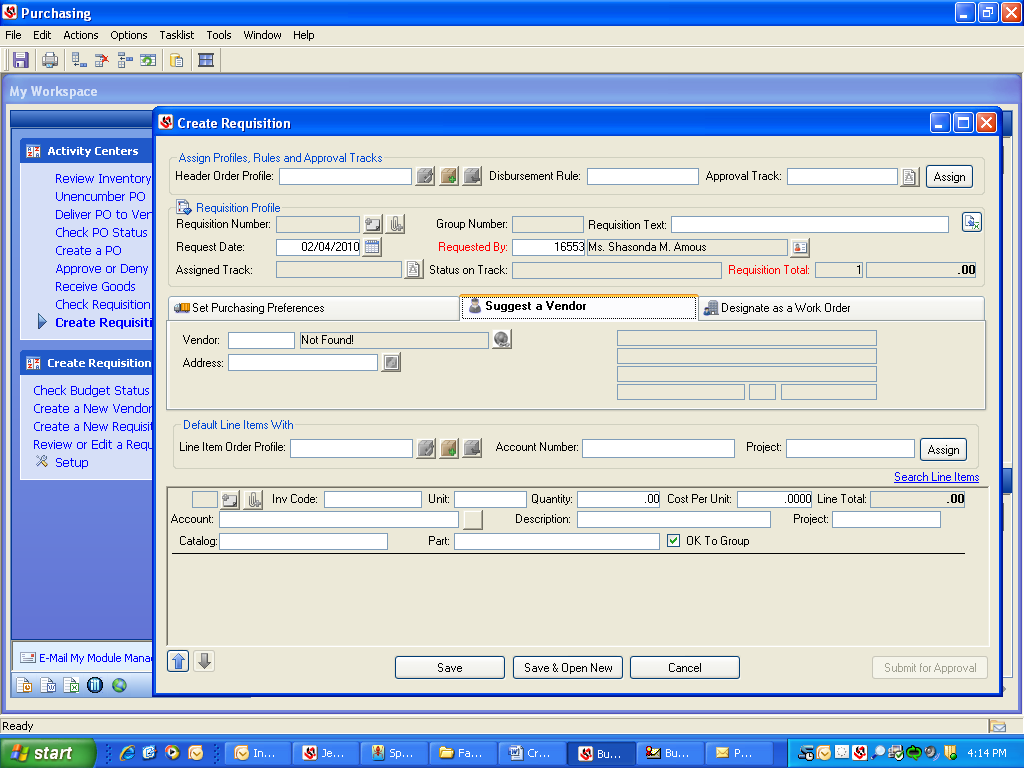 Purchasing
File Edit Actions Options Tasklist Tools Window Help
My Workspace
Create Requisition
Activity Centers
Review Inventory
Unencumber PO
Deliver PO to Ven
Check PO Status
Create a PO
Approve or Deny
Receive Goods
Check Requisition
Create Requisiti
Create Requisition
Check Budget Status
Create a New Vendor
Create a New Requisit
Review or Edit a Requ
Setup
E-Mail My Module Mana
Assign Profiles, Rules and Approval Tracks
Header Order Profile: Disbursement Rule: Approval Track: Assign
Requisition Profile
Requisition Number: Group Number: Requisition Text:
Request Date: 02/04/2010 Requested By: 16553 Ms. Shasonda M. Amous
Assigned Track: Status on Track: Requisition Total: 1 .00
Set Purchasing Preferences Suggest a Vendor Designate as a Work Order
Vendor: Not Found!
Address:
Default Line Items With
Line Item Order Profile: Account Number: Project: Assign
Search Line Items
Inv Code: Unit: Quantity: .00 Cost Per Unit: .0000 Line Total: .00
Account: Description: Project:
Catalog: Part: OK To Group
Save Save & Open New Cancel Submit for Approval
Ready
start In... Je... Sp... Fa... Cr... Bu... Bu... P... 4:14 PM